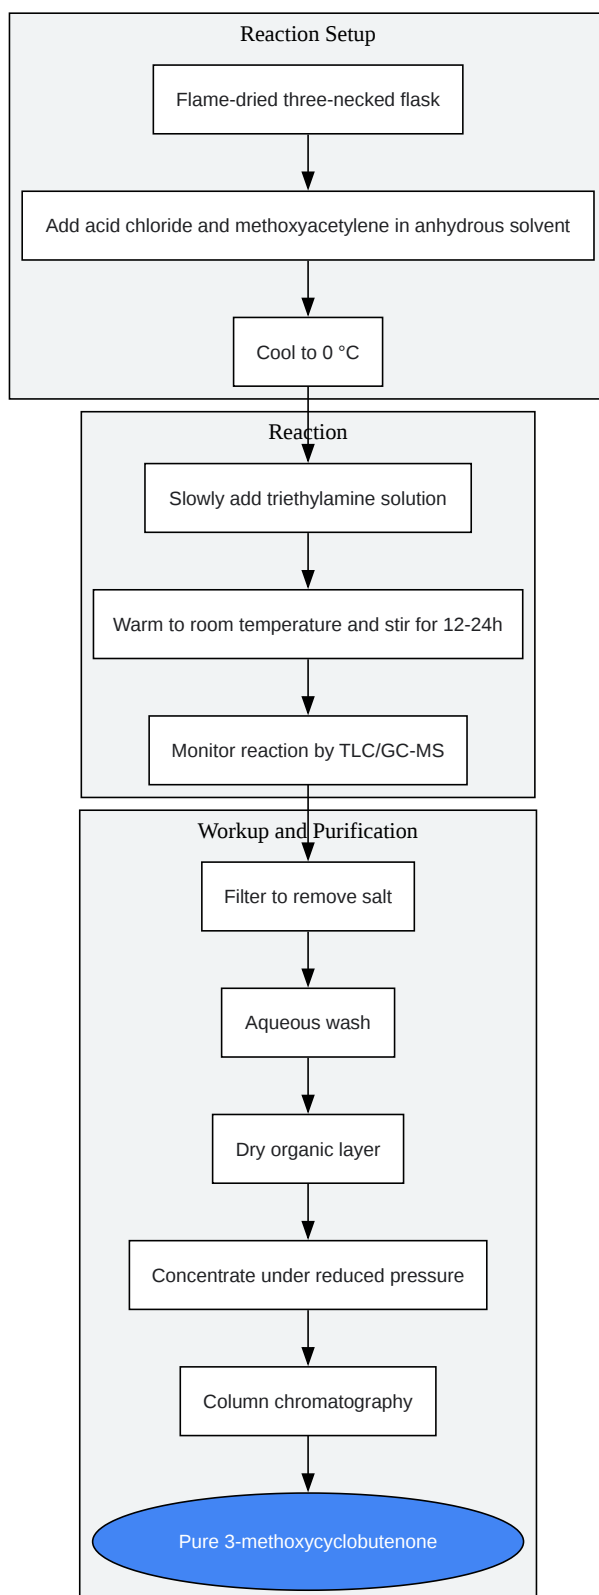 Reaction Setup
Flame-dried three-necked flask
Add acid chloride and methoxyacetylene in anhydrous solvent
Cool to 0 °C
Reaction
Slowly add triethylamine solution
Warm to room temperature and stir for 12-24h
Monitor reaction by TLC/GC-MS
Workup and Purification
Filter to remove salt
Aqueous wash
Dry organic layer
Concentrate under reduced pressure
Column chromatography
Pure 3-methoxycyclobutenone